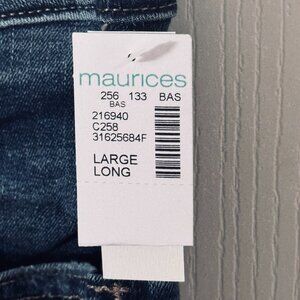 maurices
256 133 BAS
BAS
216940
C258
31625684F
LARGE
LONG